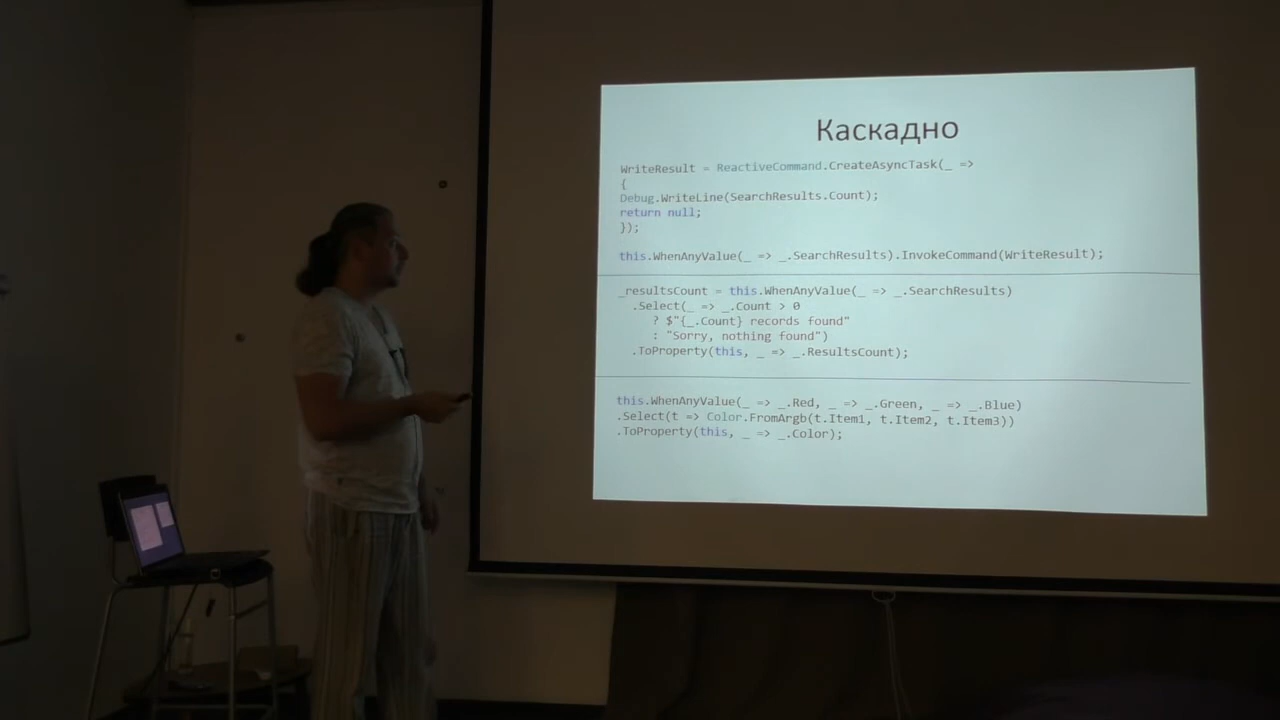 Каскадно
WriteResult = ReactiveCommand.CreateAsyncTask(_ =>
{
Debug.WriteLine(SearchResults.Count);
return null;
});
this.WhenAnyValue(_ => _.SearchResults).InvokeCommand(WriteResult);
_resultsCount = this.WhenAnyValue(_ => _.SearchResults)
.Select(_ => _.Count > 0
? $"{_.Count} records found"
: "Sorry, nothing found")
.ToProperty(this, _ => _.ResultsCount);
this.WhenAnyValue(_ => _.Red, _ => _.Green, _ => _.Blue)
.Select(t => Color.FromArgb(t.Item1, t.Item2, t.Item3))
.ToProperty(this, _ => _.Color);